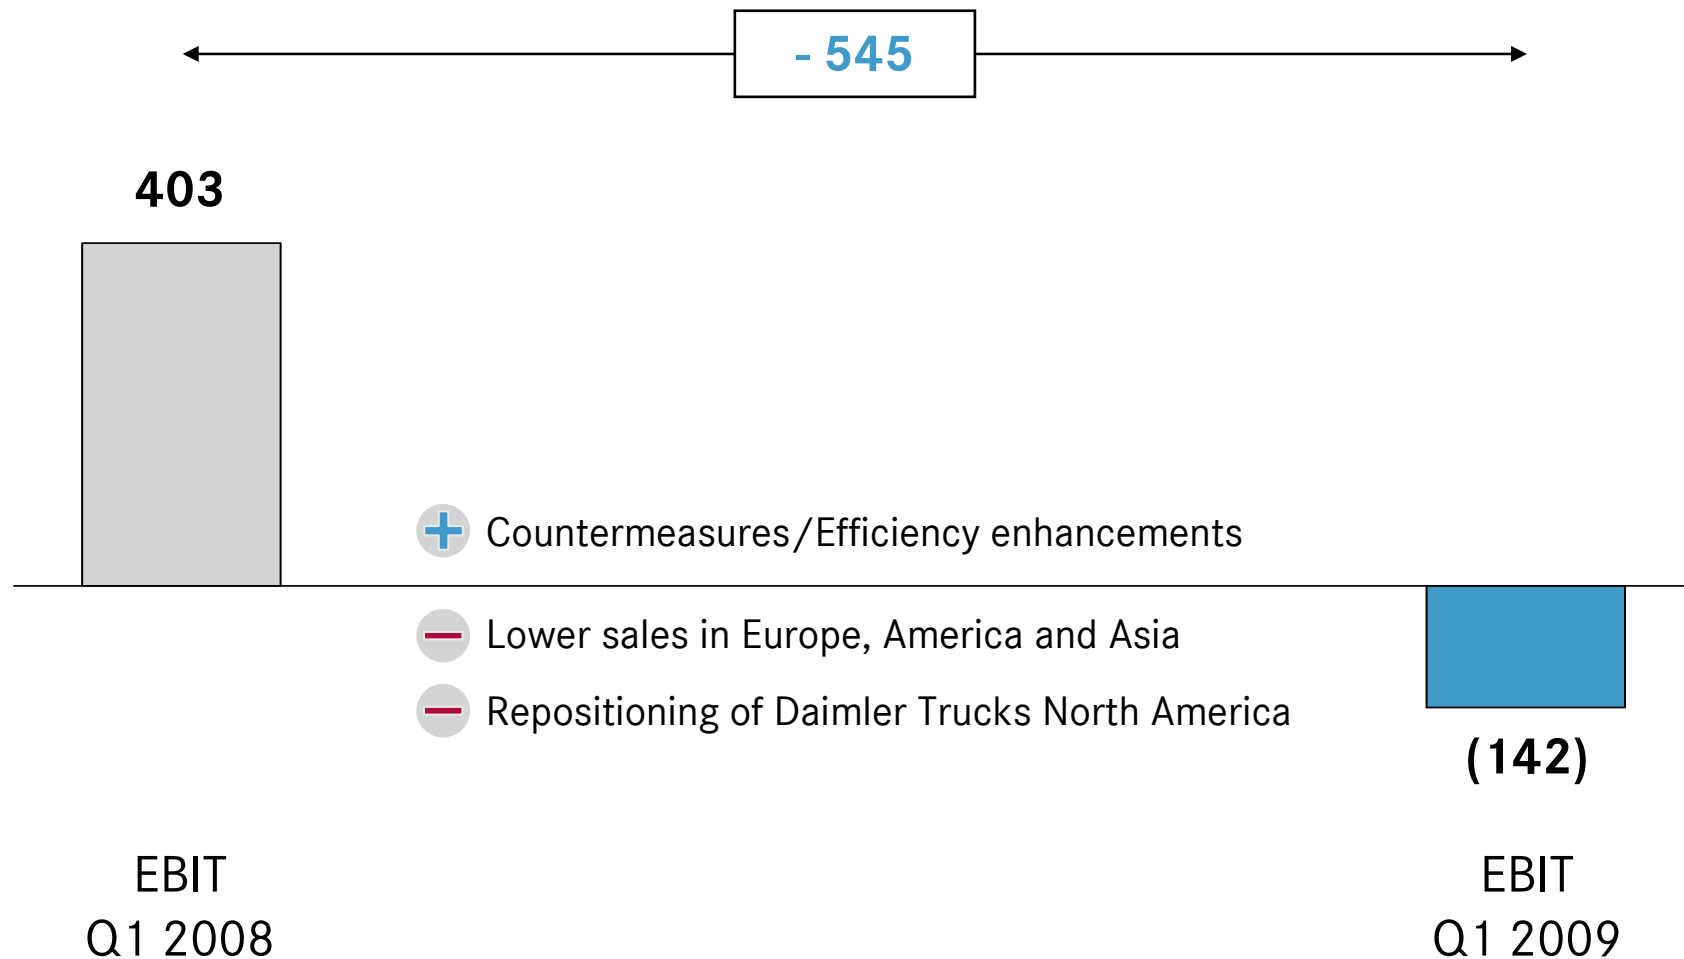 - 545
403
Countermeasures/Efficiency enhancements
Lower sales in Europe, America and Asia
Repositioning of Daimler Trucks North America
(142)
EBIT
Q1 2008
EBIT
Q1 2009